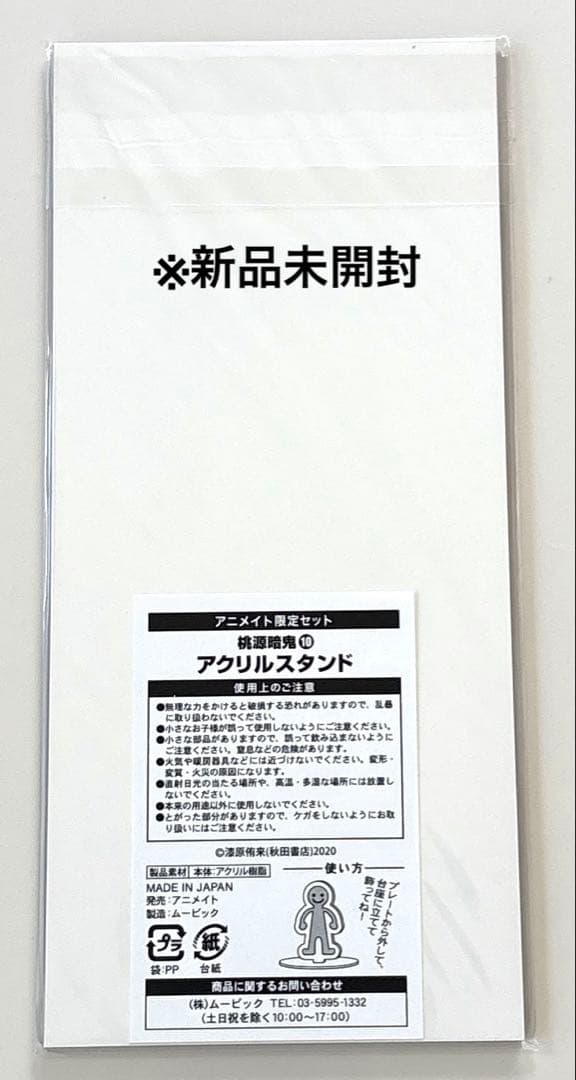 ※新品未開封
アニメイト限定セット
桃源暗鬼⑩
アクリルスタンド
使用上のご注意
●無理な力をかけると破損する恐れがありますので、乱暴
に取り扱わないでください。
●小さなお子様が誤って使用しないようにご注意ください。
●小さな部品がありますので、誤って飲み込まないように
ご注意ください。窒息などの危険があります。
●火気や暖房器具などには近づけないでください。変形・
変質・火災の原因になります。
●直射日光の当たる場所や、高温・多湿な場所には放置し
ないでください。
●本来の用途以外に使用しないでください。
●とがった部分がありますので、ケガをしないようにお取
り扱いにはご注意ください。
©漆原侑来(秋田書店)2020
製品素材 本体:アクリル樹脂
MADE IN JAPAN
発売:アニメイト
製造:ムービック
プラ
紙
袋:PP
台紙
使い方
プレートから外して、
台座に立てて
飾ってね!
商品に関するお問い合わせ
(株)ムービック TEL:03-5995-1332
(土日祝を除く10:00〜17:00)